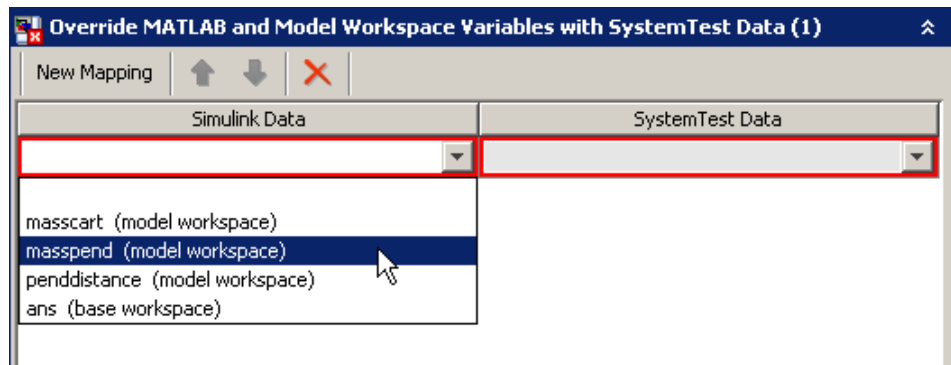 Override MATLAB and Model Workspace Variables with SystemTest Data (1)
New Mapping
Simulink Data SystemTest Data
masscart (model workspace)
masspend (model workspace)
penddistance (model workspace)
ans (base workspace)